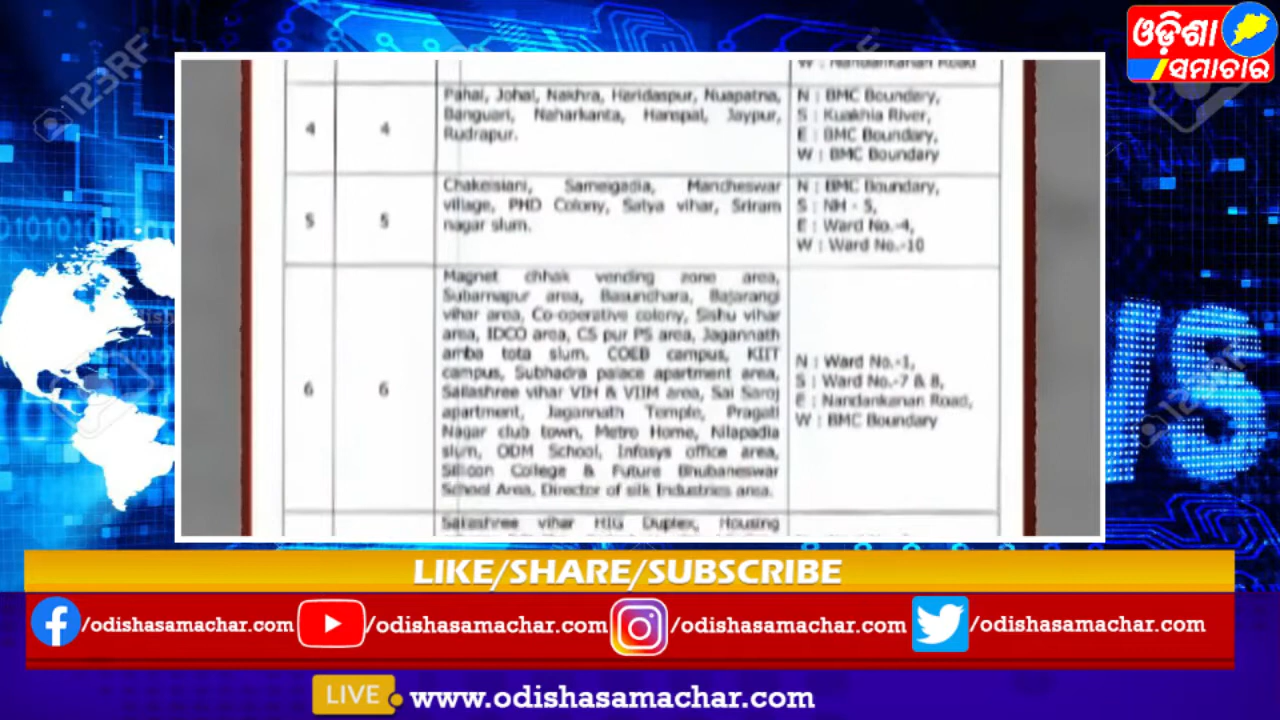 ଓଡ଼ିଶା
ସମାଚାର
W : Nandankanan Road
4
4
Pahal, Johal, Nakhra, Haridaspur, Nuapatna,
Banguari, Naharkanta, Hanspal, Jaypur,
Rudrapur.
N : BMC Boundary,
S : Kuakhia River,
E : BMC Boundary,
W : BMC Boundary
5
5
Chakeisiani, Sameigadia, Mancheswar
village, PHD Colony, Satya vihar, Sriram
nagar slum.
N : BMC Boundary,
S : NH - 5,
E : Ward No.-4,
W : Ward No.-10
6
6
Magnet chhak vending zone area,
Subarnapur area, Basundhara, Bajarangi
vihar area, Co-operative colony, Sishu vihar
area, IDCO area, CS pur PS area, Jagannath
amba tota slum, COEB campus, KIIT
campus, Subhadra palace apartment area,
Sailashree vihar VIH & VIIM area, Sai Saroj
apartment, Jagannath Temple, Pragati
Nagar club town, Metro Home, Nilapadia
slum, ODM School, Infosys office area,
Silicon College & Future Bhubaneswar
School Area, Director of silk Industries area.
N : Ward No.-1,
S : Ward No.-7 & 8,
E : Nandankanan Road,
W : BMC Boundary
Sailashree vihar HIG Duplex, Housing
LIKE/SHARE/SUBSCRIBE
/odishasamachar.com
/odishasamachar.com
/odishasamachar.com
/odishasamachar.com
LIVE
www.odishasamachar.com
123RF